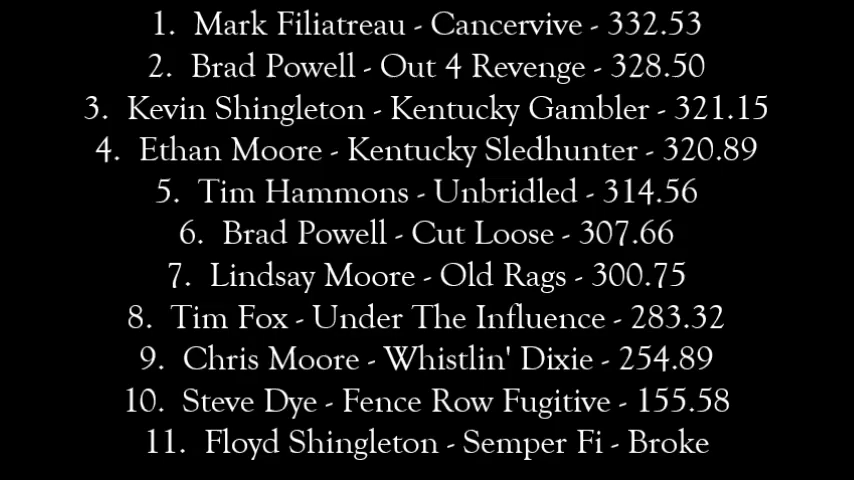 1. Mark Filiatreau - Cancervive - 332.53
2. Brad Powell - Out 4 Revenge - 328.50
3. Kevin Shingleton - Kentucky Gambler - 321.15
4. Ethan Moore - Kentucky Sledhunter - 320.89
5. Tim Hammons - Unbridled - 314.56
6. Brad Powell - Cut Loose - 307.66
7. Lindsay Moore - Old Rags - 300.75
8. Tim Fox - Under The Influence - 283.32
9. Chris Moore - Whistlin' Dixie - 254.89
10. Steve Dye - Fence Row Fugitive - 155.58
11. Floyd Shingleton - Semper Fi - Broke